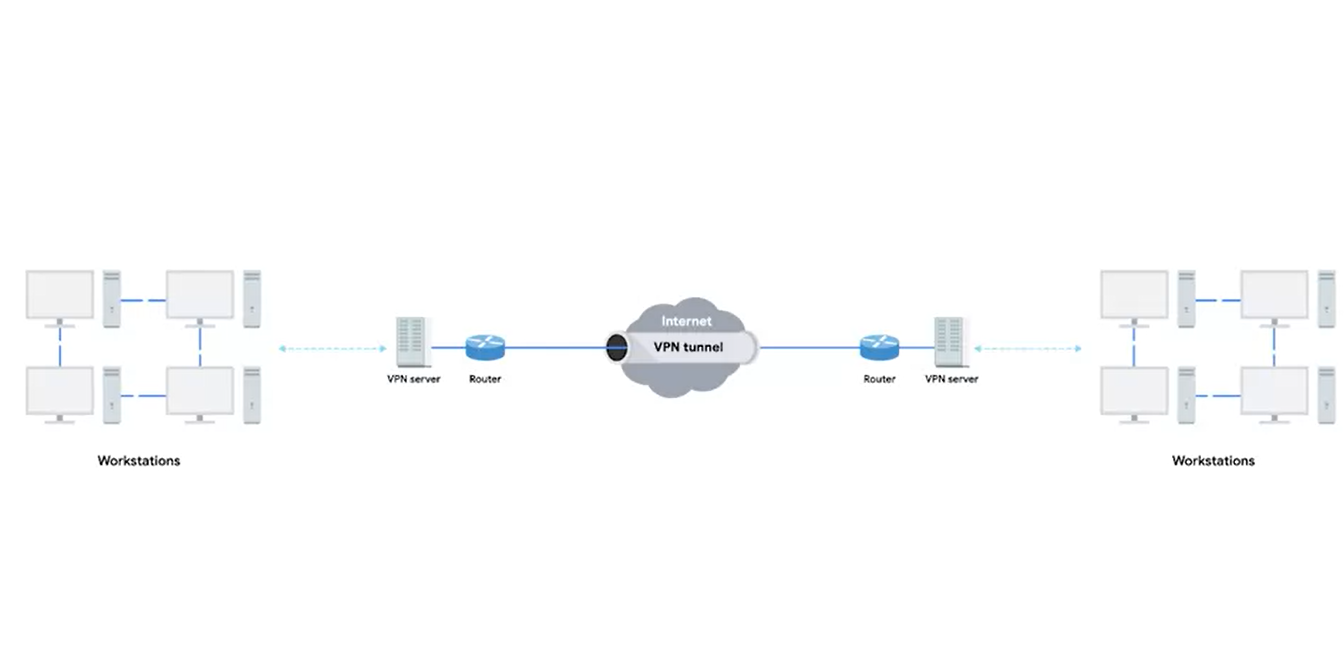 Internet
VPN tunnel
VPN server
Router
Router
VPN server
Workstations
Workstations